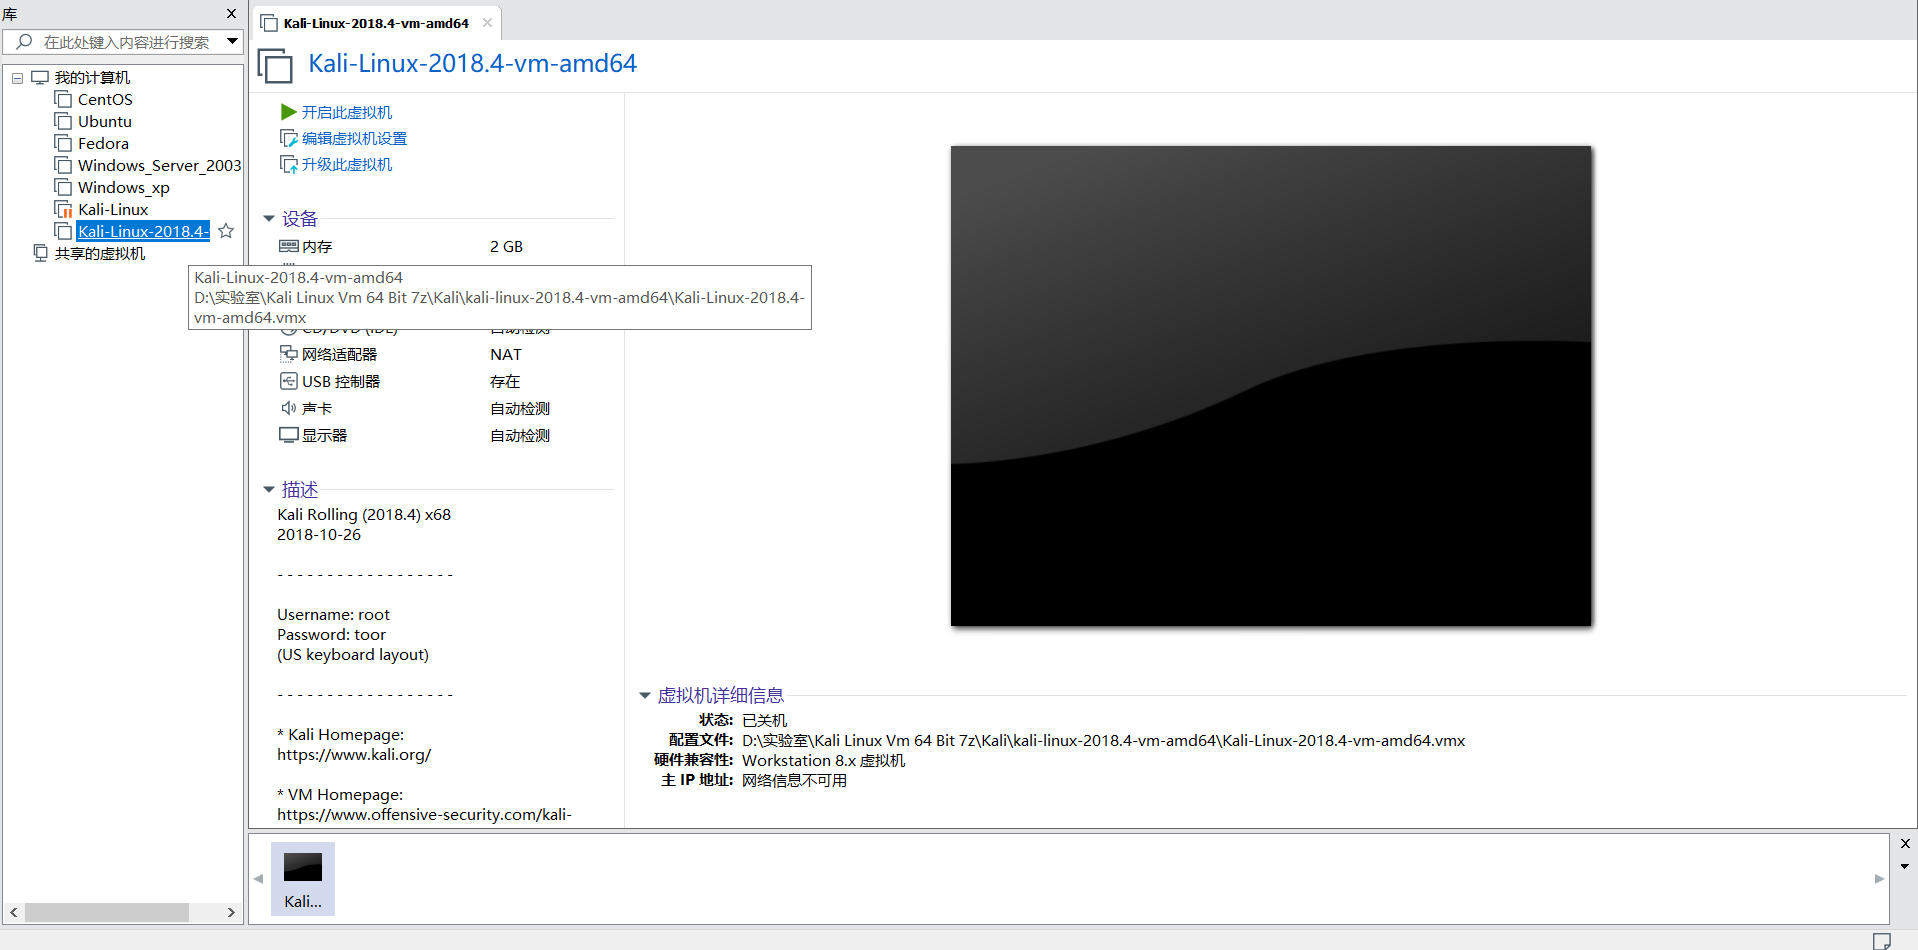 库
在此处键入内容进行搜索
我的计算机
CentOS
Ubuntu
Fedora
Windows_Server_2003
Windows_xp
Kali-Linux
Kali-Linux-2018.4-
共享的虚拟机
Kali-Linux-2018.4-vm-amd64
Kali-Linux-2018.4-vm-amd64
开启此虚拟机
编辑虚拟机设置
升级此虚拟机
设备
内存 2 GB
Kali-Linux-2018.4-vm-amd64
D:\实验室\Kali Linux Vm 64 Bit 7z\Kali\kali-linux-2018.4-vm-amd64\Kali-Linux-2018.4-
vm-amd64.vmx
CD/DVD (IDE) 自动检测
网络适配器 NAT
USB 控制器 存在
声卡 自动检测
显示器 自动检测
描述
Kali Rolling (2018.4) x68
2018-10-26
- - - - - - - - - - - - - - - - - -
Username: root
Password: toor
(US keyboard layout)
- - - - - - - - - - - - - - - - - -
* Kali Homepage:
https://www.kali.org/
* VM Homepage:
https://www.offensive-security.com/kali-
虚拟机详细信息
状态: 已关机
配置文件: D:\实验室\Kali Linux Vm 64 Bit 7z\Kali\kali-linux-2018.4-vm-amd64\Kali-Linux-2018.4-vm-amd64.vmx
硬件兼容性: Workstation 8.x 虚拟机
主 IP 地址: 网络信息不可用
Kali...